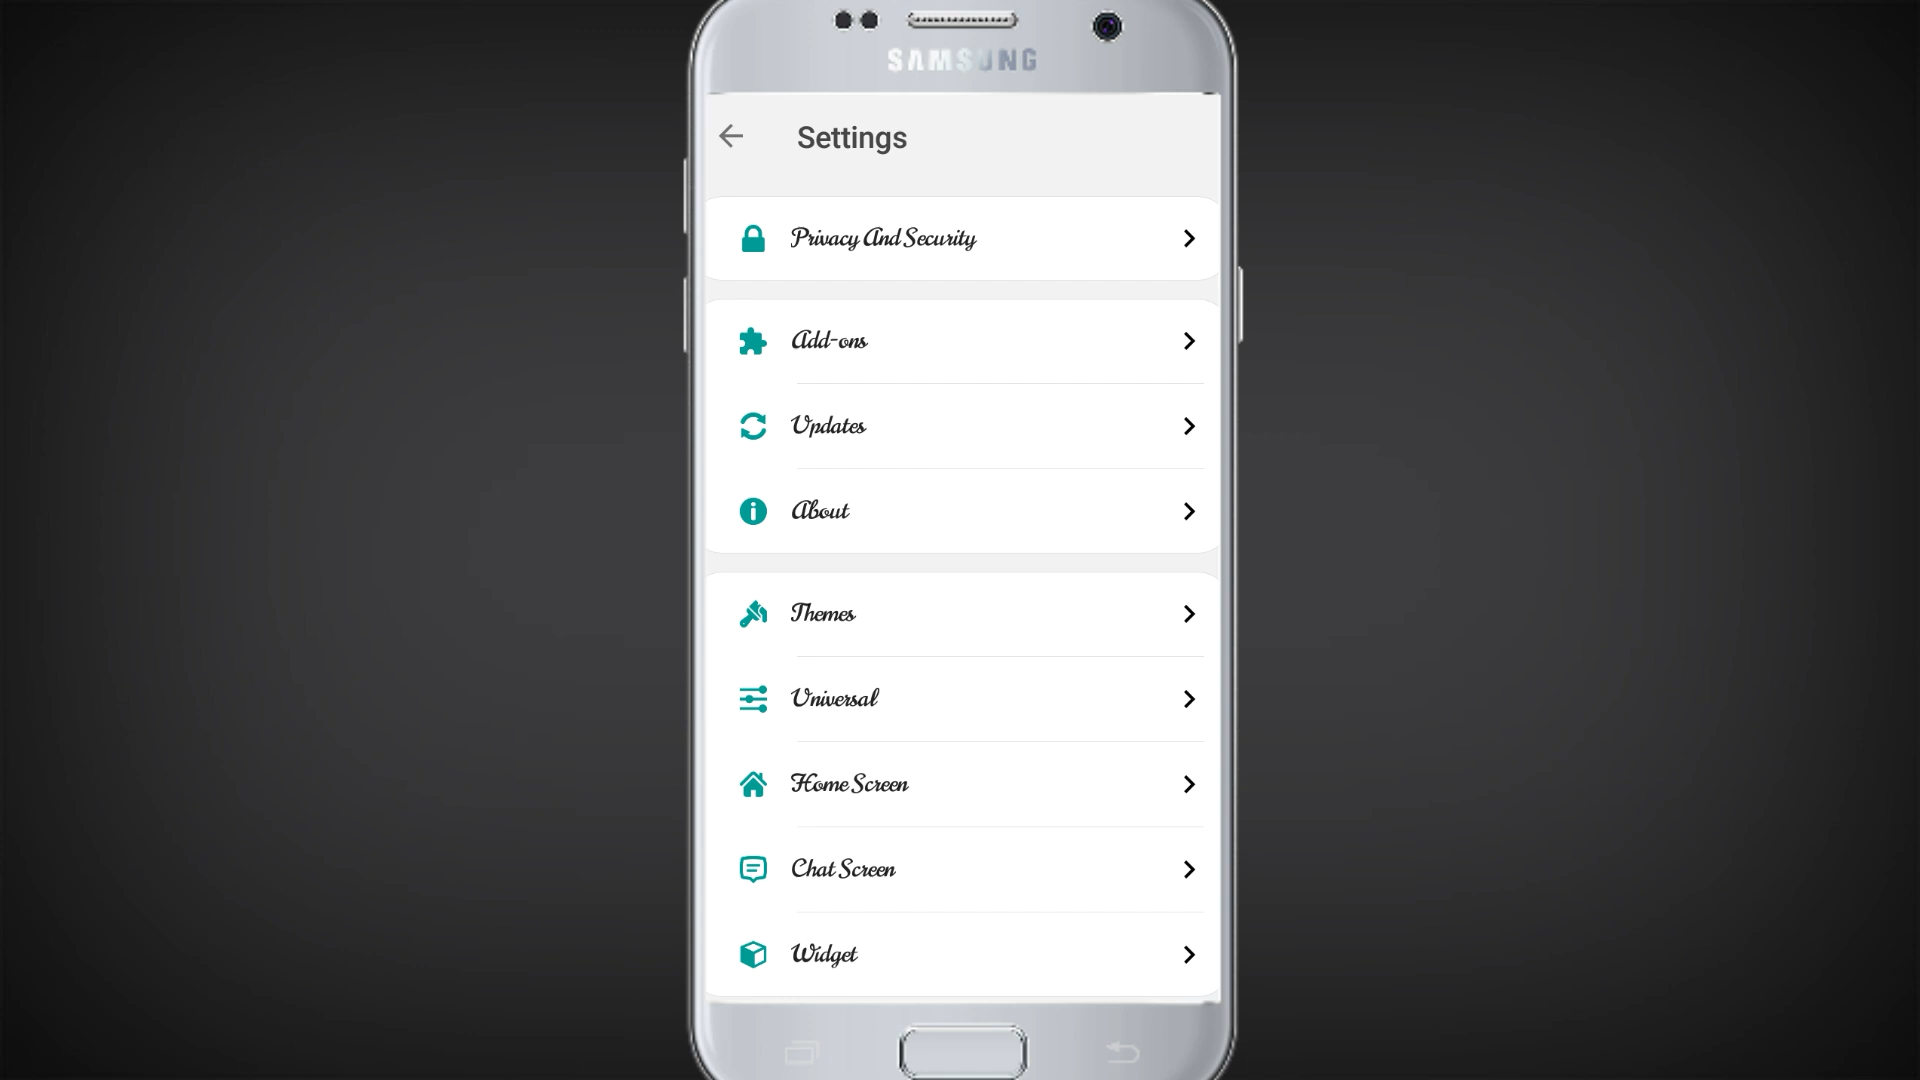 SAMSUNG
Settings
Privacy And Security
Add-ons
Updates
About
Themes
Universal
Home Screen
Chat Screen
Widget